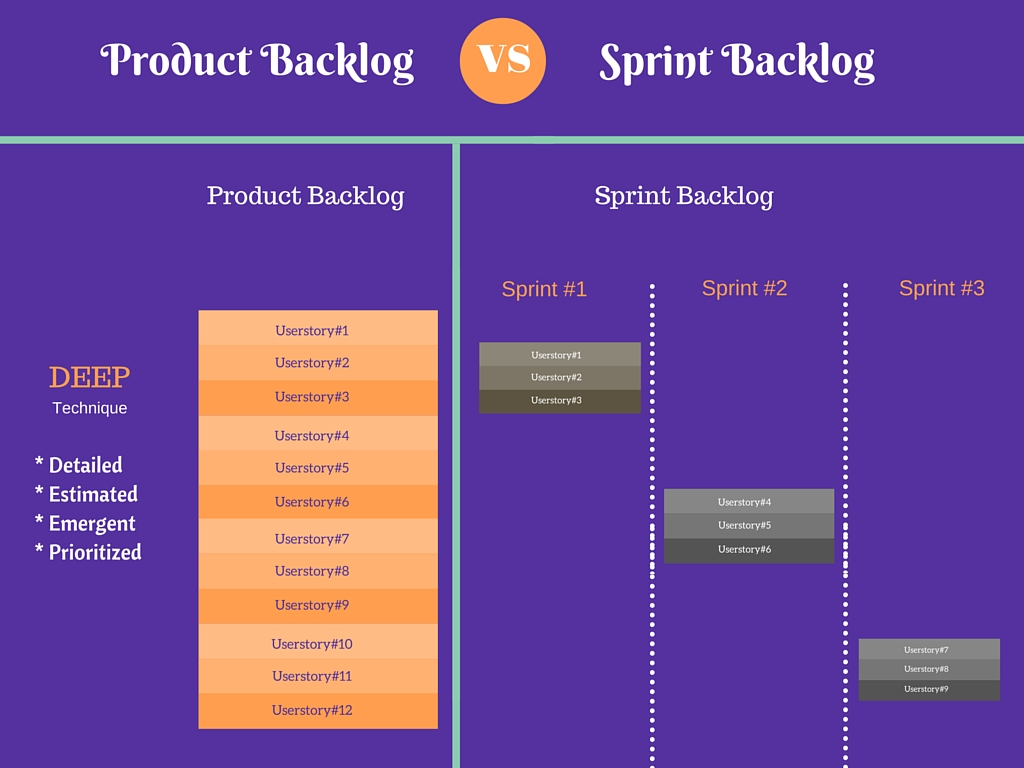 Product Backlog
VS
Sprint Backlog
Product Backlog
DEEP
Technique
* Detailed
* Estimated
* Emergent
* Prioritized
Userstory#1
Userstory#2
Userstory#3
Userstory#4
Userstory#5
Userstory#6
Userstory#7
Userstory#8
Userstory#9
Userstory#10
Userstory#11
Userstory#12
Sprint Backlog
Sprint #1
Userstory#1
Userstory#2
Userstory#3
Sprint #2
Userstory#4
Userstory#5
Userstory#6
Sprint #3
Userstory#7
Userstory#8
Userstory#9